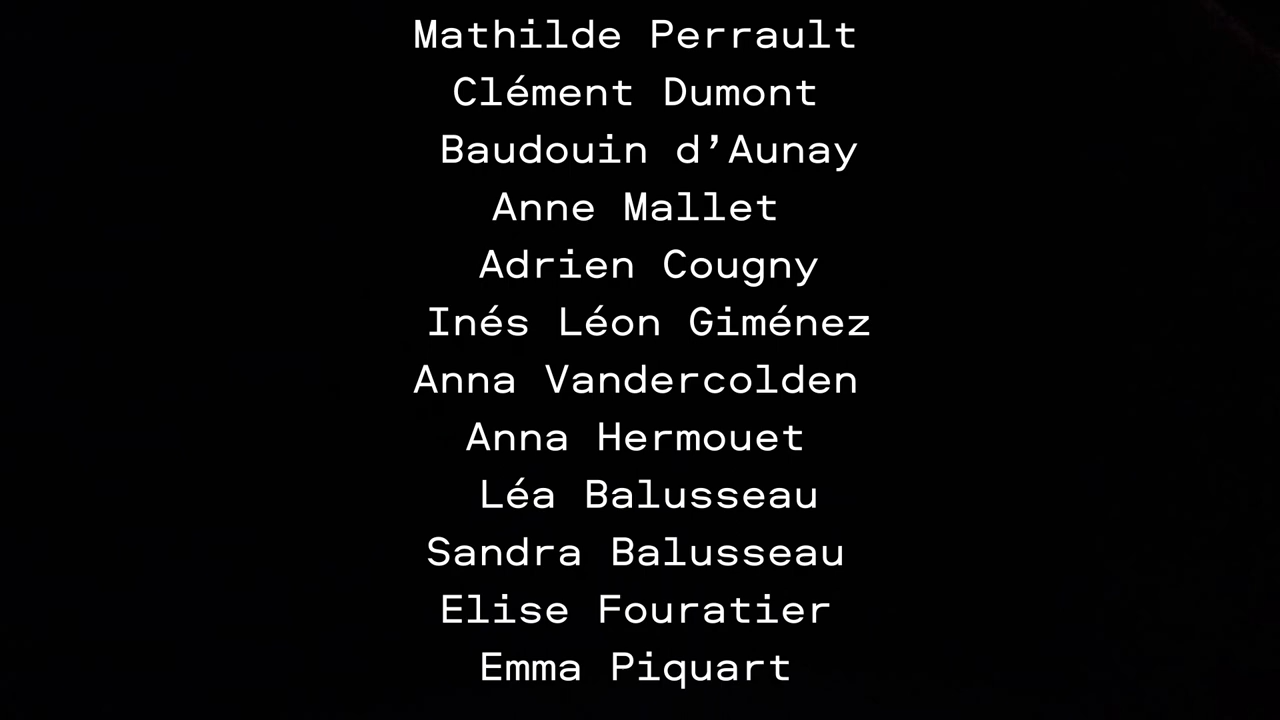 Mathilde Perrault
Clément Dumont
Baudouin d’Aunay
Anne Mallet
Adrien Cougny
Inés Léon Giménez
Anna Vandercolden
Anna Hermouet
Léa Balusseau
Sandra Balusseau
Elise Fouratier
Emma Piquart